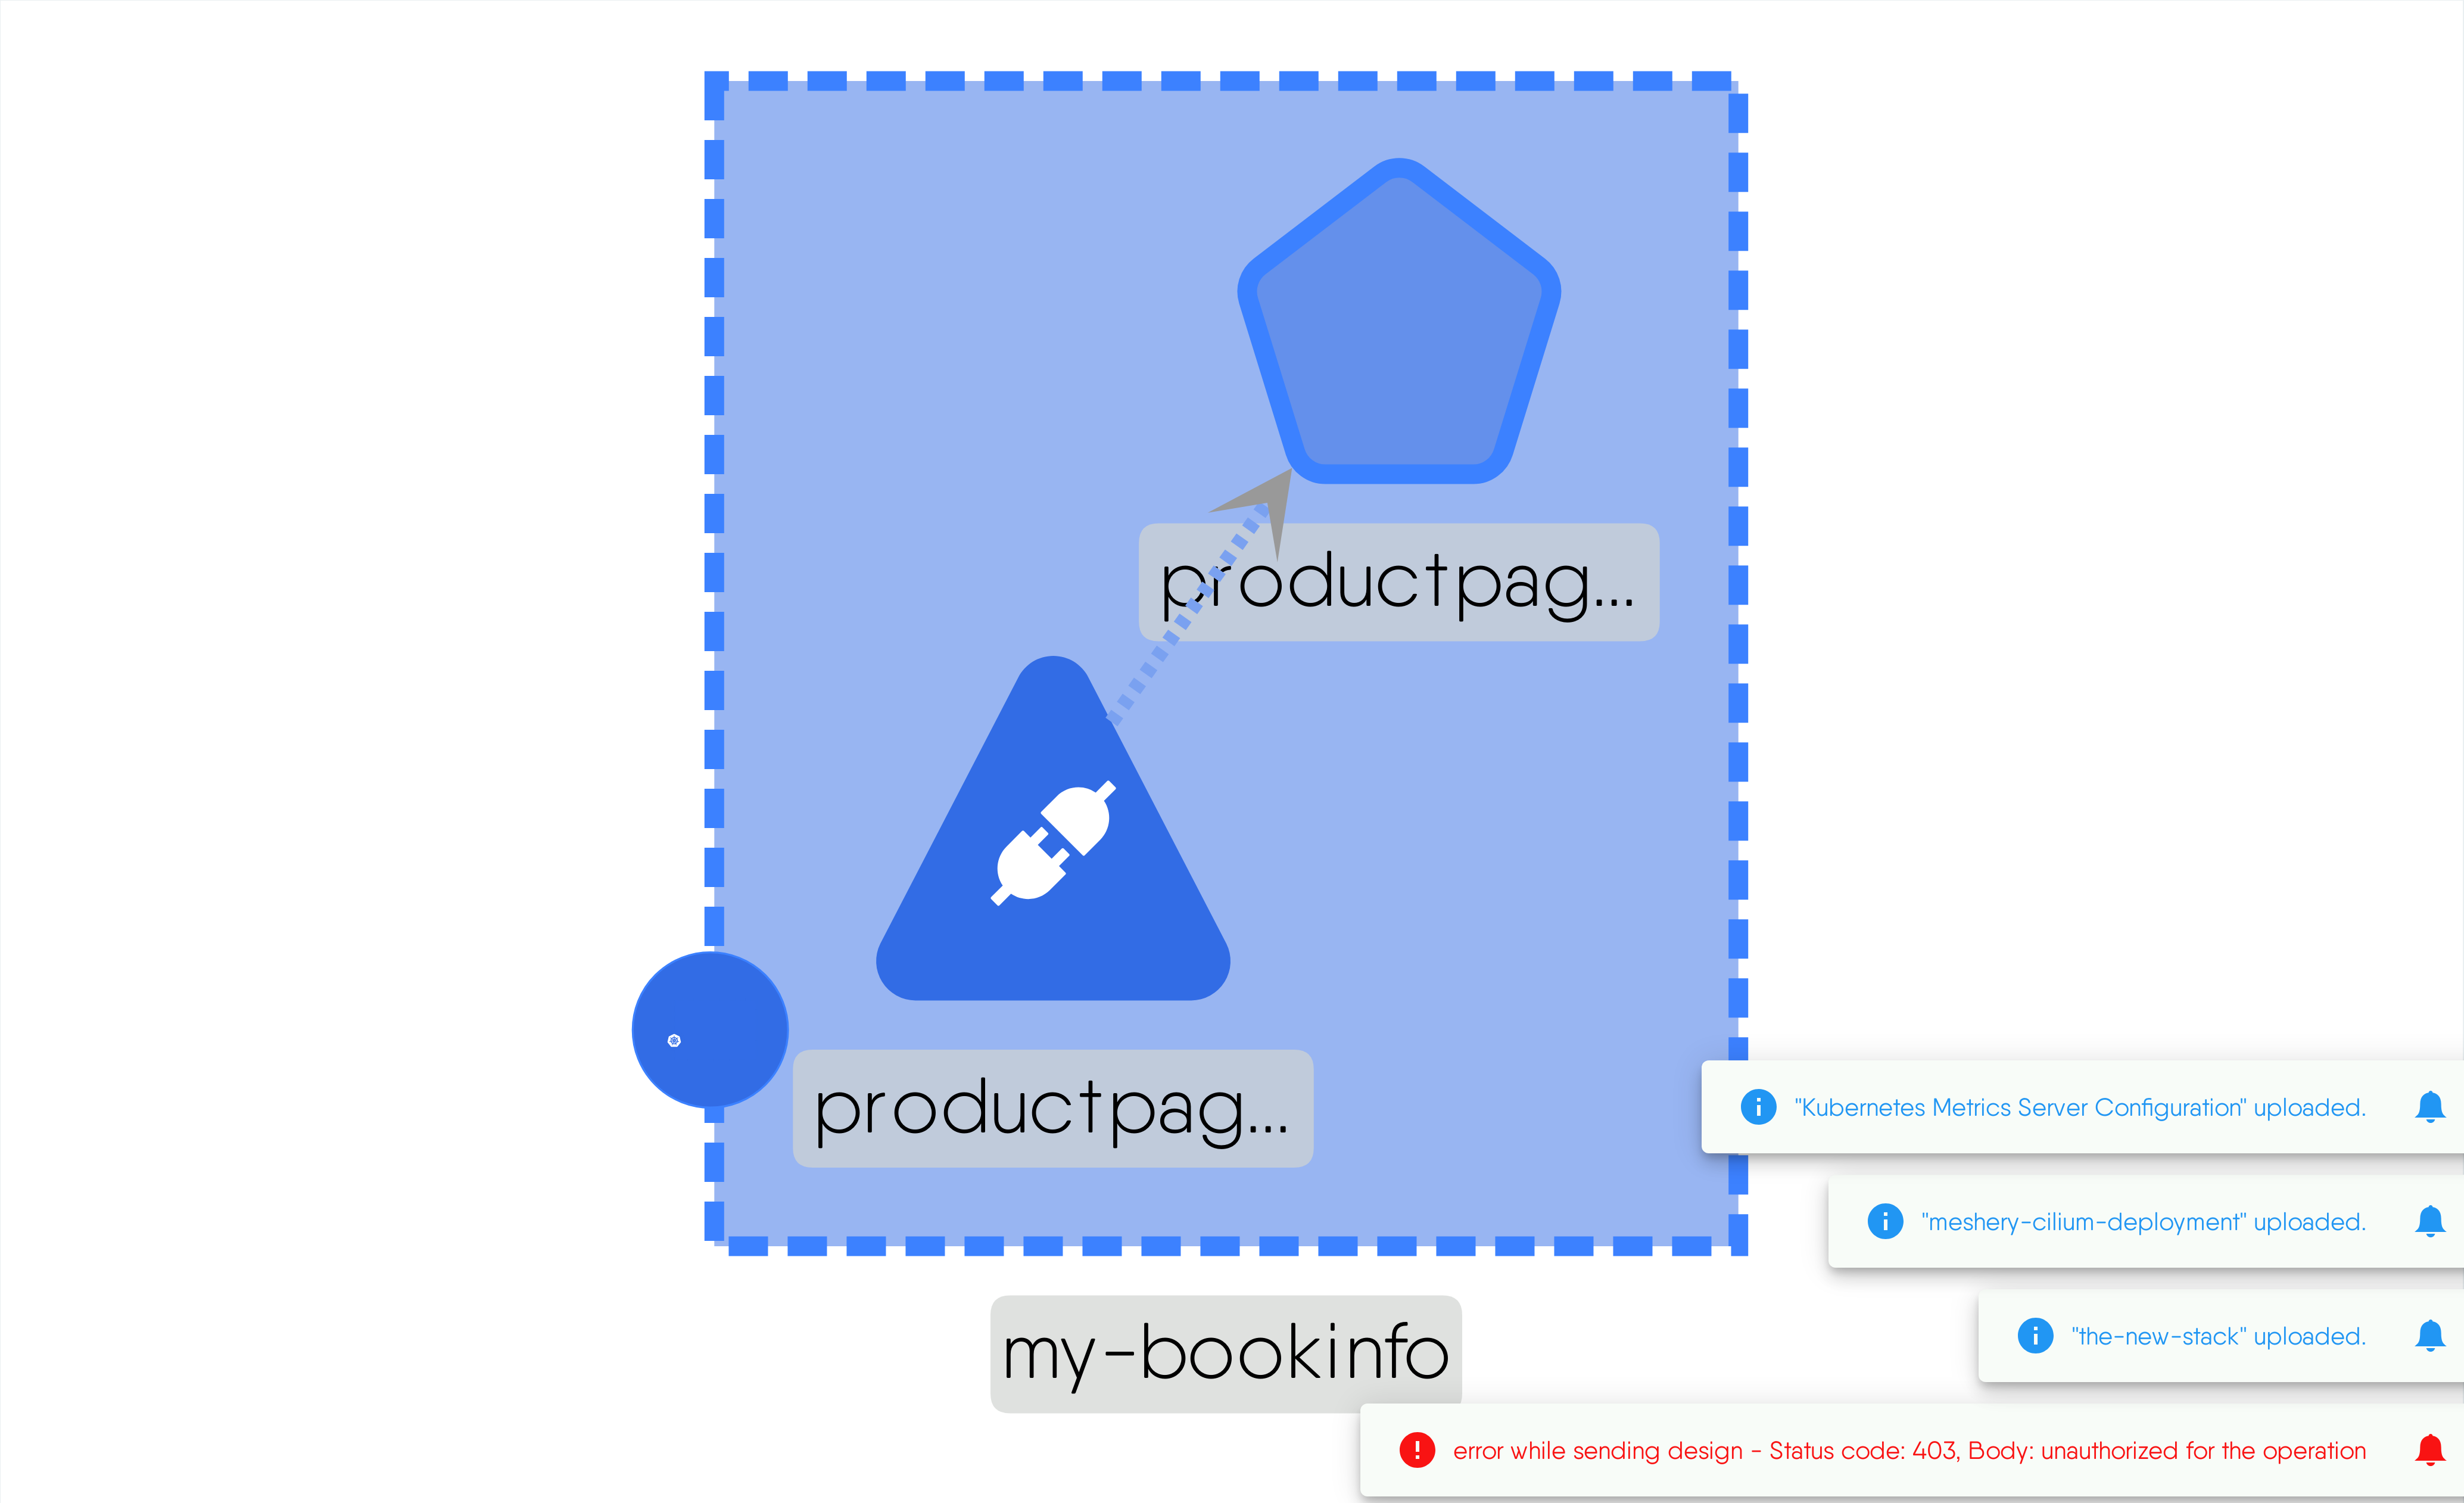 productpag...
productpag...
"Kubernetes Metrics Server Configuration" uploaded.
"meshery-cilium-deployment" uploaded.
"the-new-stack" uploaded.
my-bookinfo
error while sending design - Status code: 403, Body: unauthorized for the operation